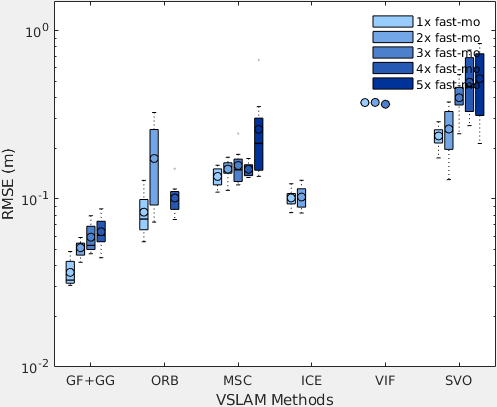 10⁰
1x fast-mo
2x fast-mo
3x fast-mo
4x fast-mo
5x fast-mo
RMSE (m)
10⁻¹
10⁻²
GF+GG ORB MSC ICE VIF SVO
VSLAM Methods